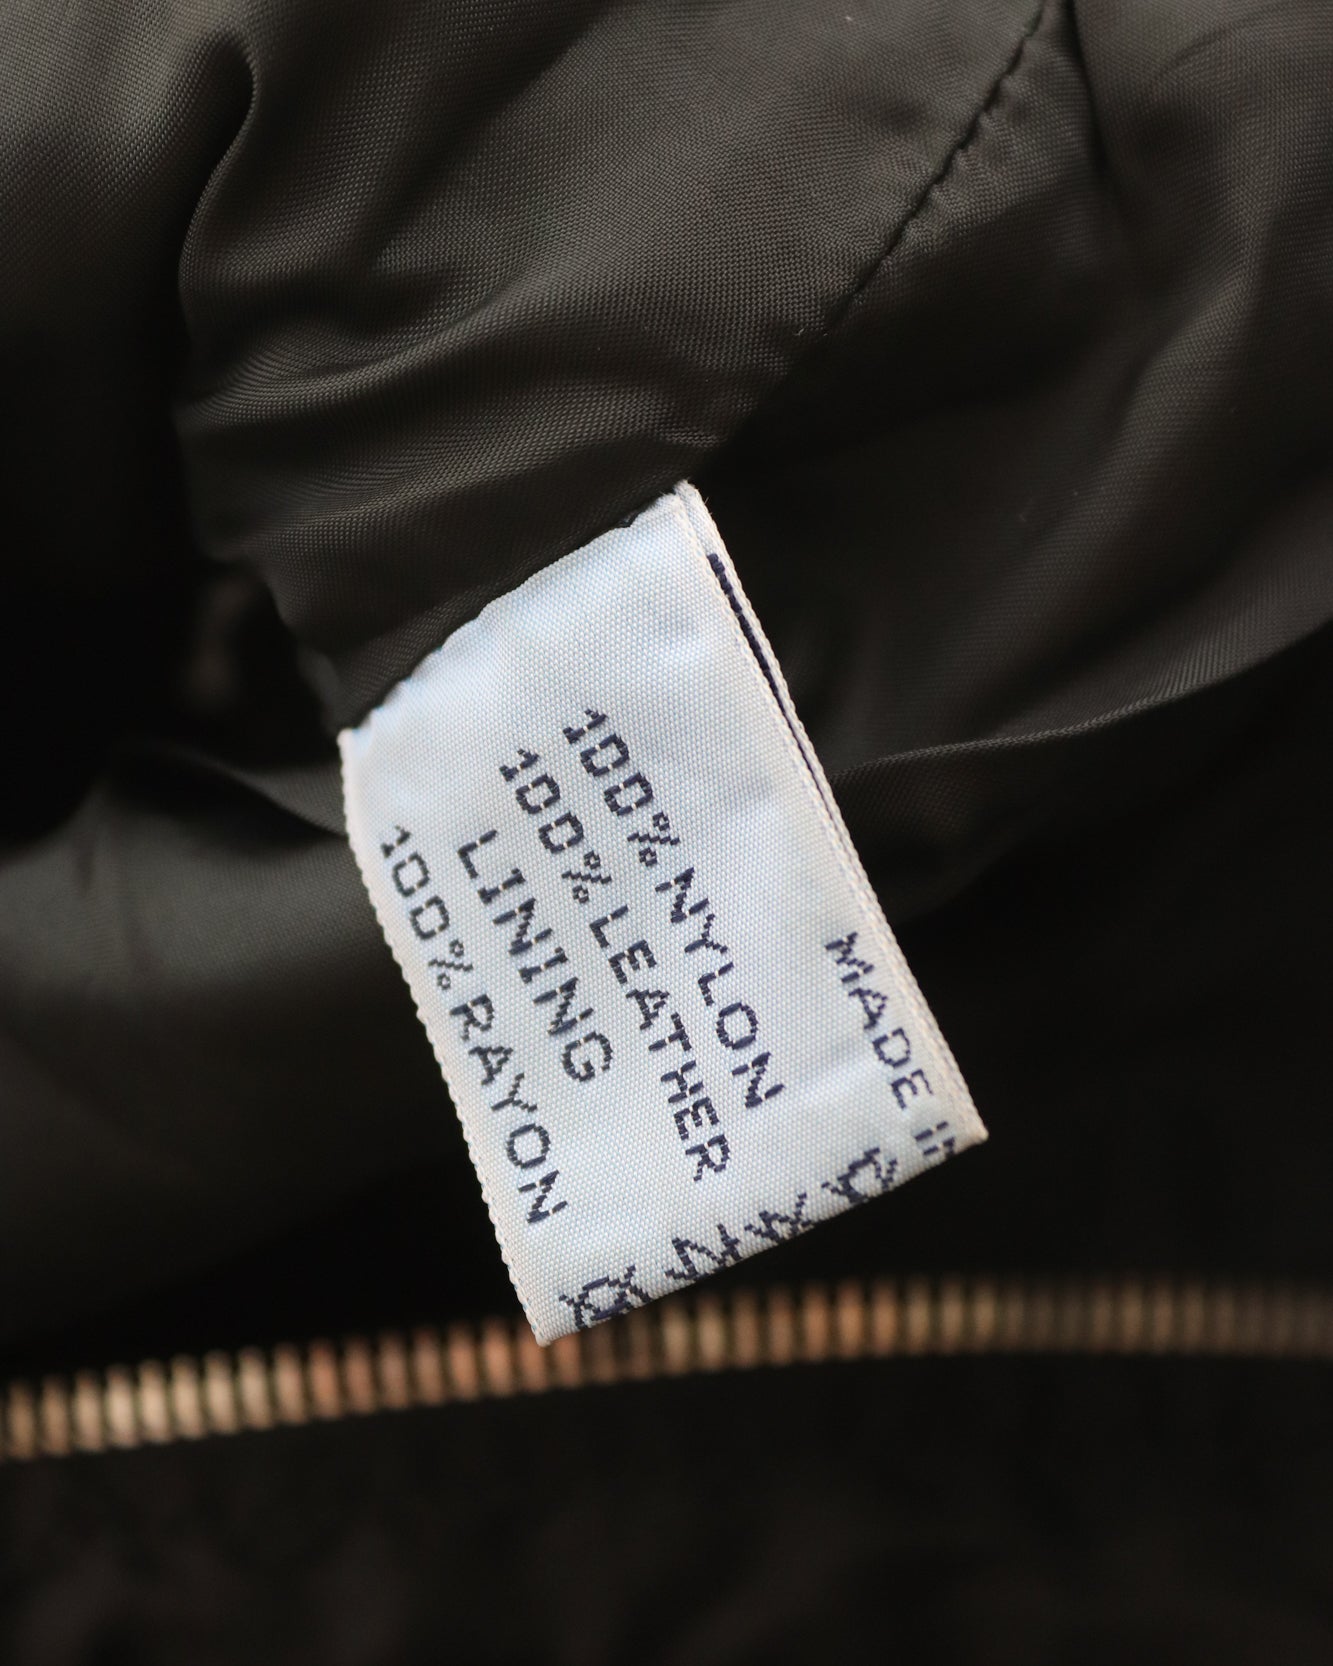 100% NYLON
100% LEATHER
LINING
100% RAYON
MADE